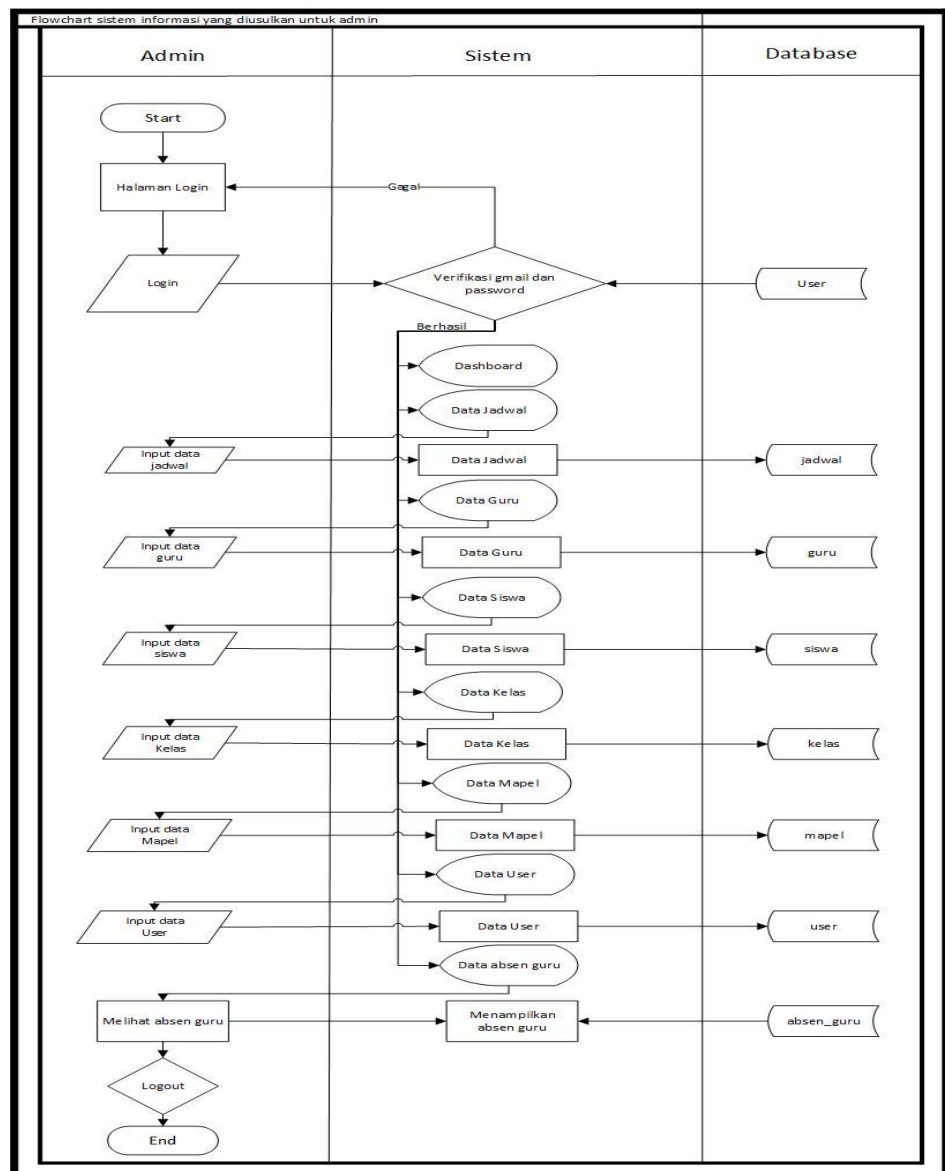 Flowchart sistem informasi yang diusulkan untuk admin
Admin
Sistem
Database
Start
Halaman Login
Gagal
Login
Verifikasi gmail dan
password
User
Berhasil
Dashboard
Data Jadwal
Input data
jadwal
Data Jadwal
jadwal
Data Guru
Input data
guru
Data Guru
guru
Data Siswa
Input data
siswa
Data Siswa
siswa
Data Kelas
Input data
Kelas
Data Kelas
kelas
Data Mapel
Input data
Mapel
Data Mapel
mapel
Data User
Input data
User
Data User
user
Data absen guru
Melihat absen guru
Menampilkan
absen guru
absen_guru
Logout
End